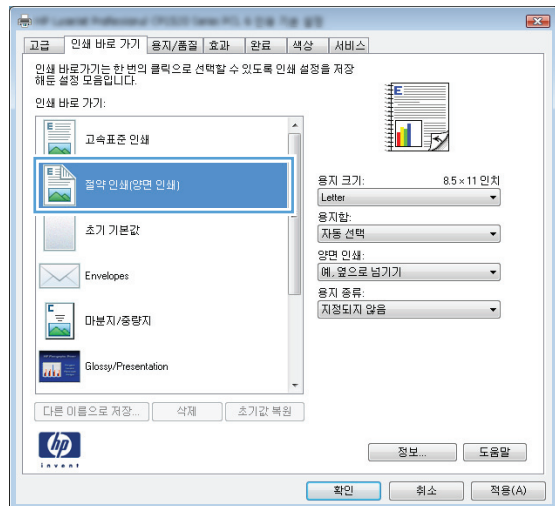 고급
인쇄 바로 가기
용지/품질
효과
완료
색상
서비스
인쇄 바로가기는 한 번의 클릭으로 선택할 수 있도록 인쇄 설정을 저장
해둔 설정 모음입니다.
인쇄 바로 가기:
고속표준 인쇄
절약 인쇄(양면 인쇄)
초기 기본값
Envelopes
마분지/중량지
Glossy/Presentation
다른 이름으로 저장...
삭제
초기값 복원
용지 크기: 8.5 × 11 인치
Letter
용지함:
자동 선택
양면 인쇄:
예, 옆으로 넘기기
용지 종류:
지정되지 않음
hp
invent
정보...
도움말
확인
취소
적용(A)